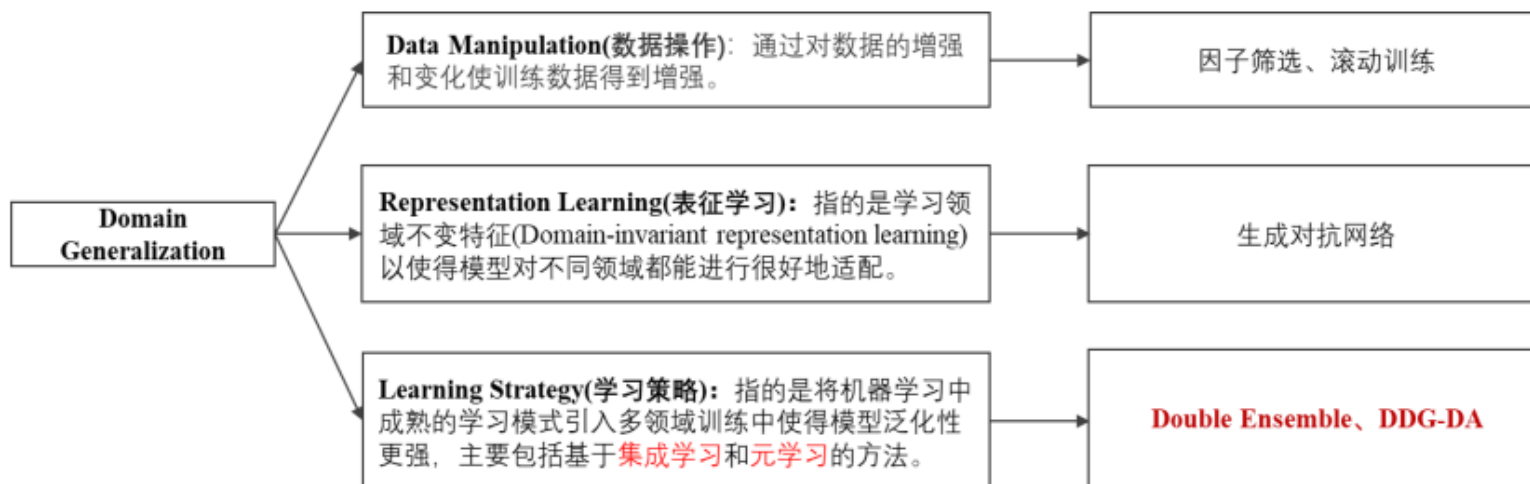 Data Manipulation(数据操作)：通过对数据的增强
和变化使训练数据得到增强。
因子筛选、滚动训练
Domain
Generalization
Representation Learning(表征学习)：指的是学习领
域不变特征(Domain-invariant representation learning)
以使得模型对不同领域都能进行很好地适配。
生成对抗网络
Learning Strategy(学习策略)：指的是将机器学习中
成熟的学习模式引入多领域训练中使得模型泛化性
更强，主要包括基于集成学习和元学习的方法。
Double Ensemble、DDG-DA